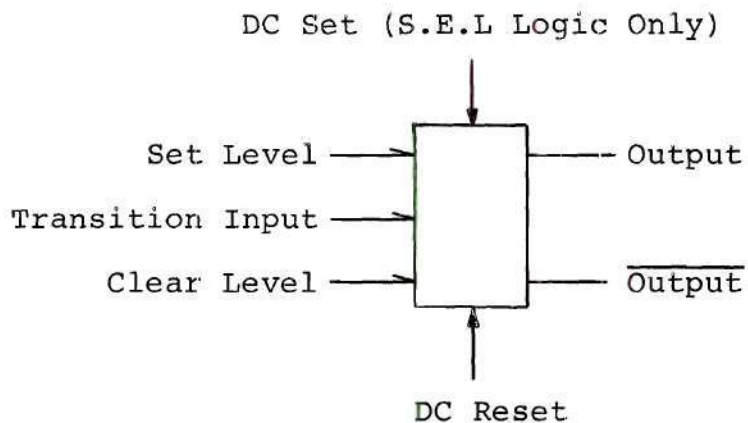 DC Set (S.E.L Logic Only)
Set Level
Output
Transition Input
Clear Level
Output
DC Reset